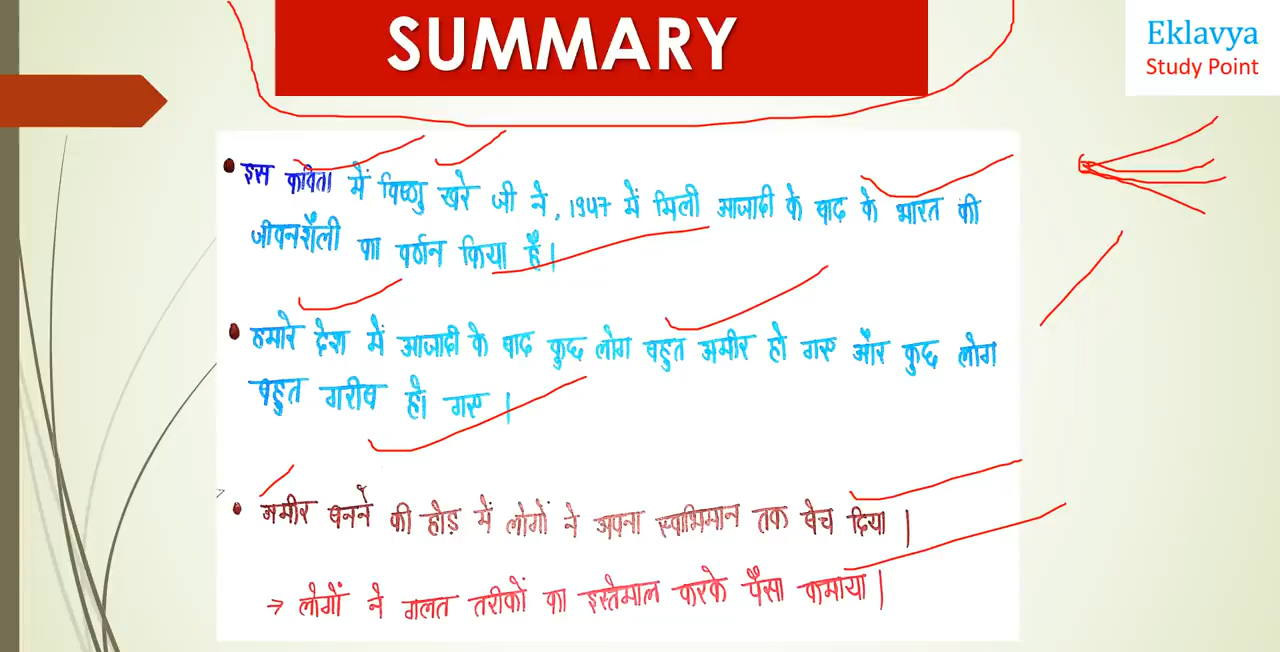 SUMMARY
Eklavya
Study Point
इस कविता में विष्णु खरे जी ने, 1947 में मिली आजादी के बाद के भारत की
जीवनशैली का वर्णन किया है।
हमारे देश में आजादी के बाद कुछ लोग बहुत अमीर हो गए और कुछ लोग
बहुत गरीब हो गए।
अमीर बनने की होड़ में लोगों ने अपना स्वाभिमान तक बेच दिया।
→ लोगों ने गलत तरीकों का इस्तेमाल करके पैसा कमाया।